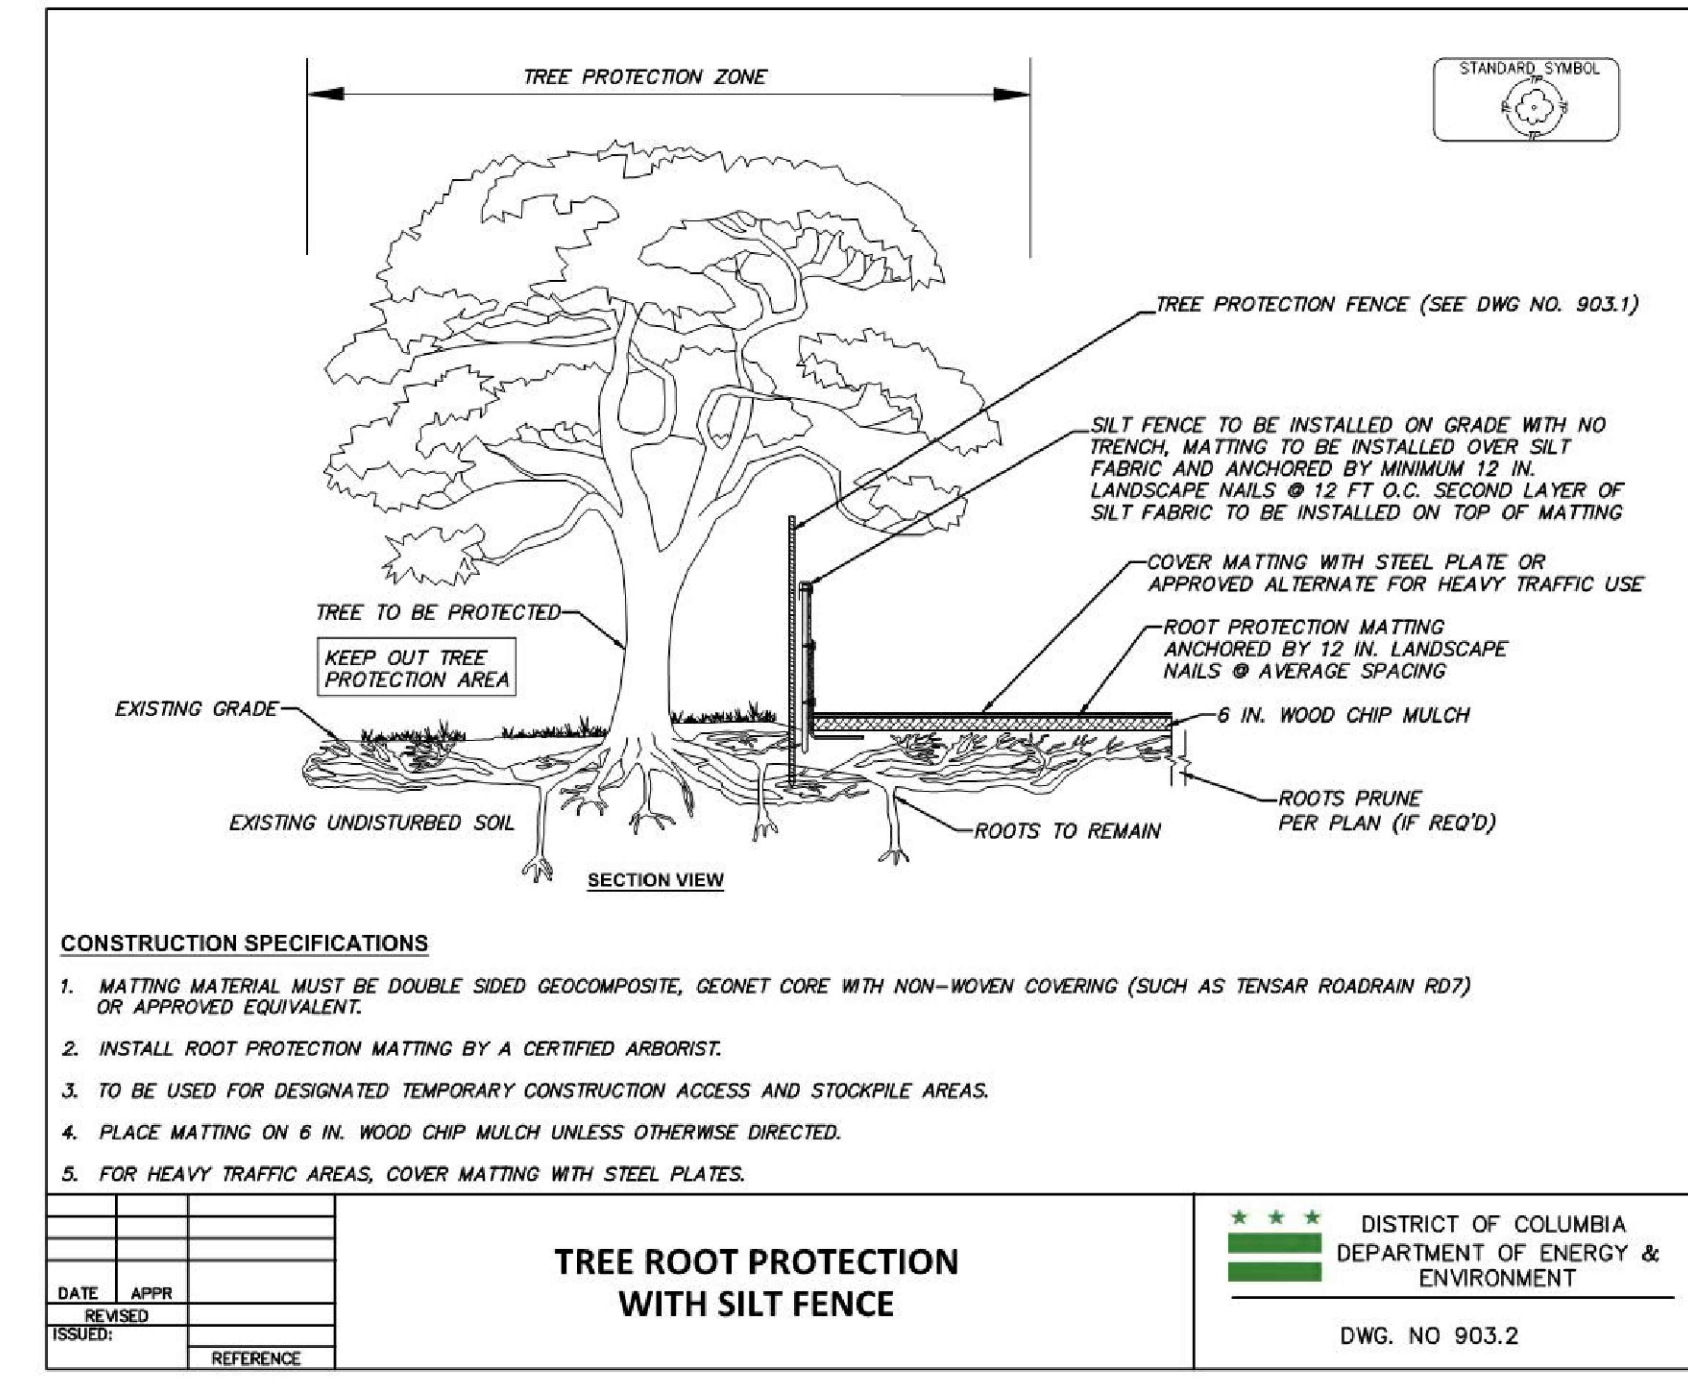 TREE PROTECTION ZONE
STANDARD SYMBOL
TP
TP
TP
TP
TREE PROTECTION FENCE (SEE DWG NO. 903.1)
SILT FENCE TO BE INSTALLED ON GRADE WITH NO
TRENCH, MATTING TO BE INSTALLED OVER SILT
FABRIC AND ANCHORED BY MINIMUM 12 IN.
LANDSCAPE NAILS @ 12 FT O.C. SECOND LAYER OF
SILT FABRIC TO BE INSTALLED ON TOP OF MATTING
COVER MATTING WITH STEEL PLATE OR
APPROVED ALTERNATE FOR HEAVY TRAFFIC USE
TREE TO BE PROTECTED
ROOT PROTECTION MATTING
ANCHORED BY 12 IN. LANDSCAPE
NAILS @ AVERAGE SPACING
KEEP OUT TREE
PROTECTION AREA
EXISTING GRADE
6 IN. WOOD CHIP MULCH
ROOTS PRUNE
PER PLAN (IF REQ'D)
EXISTING UNDISTURBED SOIL
ROOTS TO REMAIN
SECTION VIEW
CONSTRUCTION SPECIFICATIONS
1. MATTING MATERIAL MUST BE DOUBLE SIDED GEOCOMPOSITE, GEONET CORE WITH NON-WOVEN COVERING (SUCH AS TENSAR ROADRAIN RD7)
OR APPROVED EQUIVALENT.
2. INSTALL ROOT PROTECTION MATTING BY A CERTIFIED ARBORIST.
3. TO BE USED FOR DESIGNATED TEMPORARY CONSTRUCTION ACCESS AND STOCKPILE AREAS.
4. PLACE MATTING ON 6 IN. WOOD CHIP MULCH UNLESS OTHERWISE DIRECTED.
5. FOR HEAVY TRAFFIC AREAS, COVER MATTING WITH STEEL PLATES.
DATE APPR
REVISED
ISSUED:
REFERENCE
TREE ROOT PROTECTION
WITH SILT FENCE
DISTRICT OF COLUMBIA
DEPARTMENT OF ENERGY &
ENVIRONMENT
DWG. NO 903.2